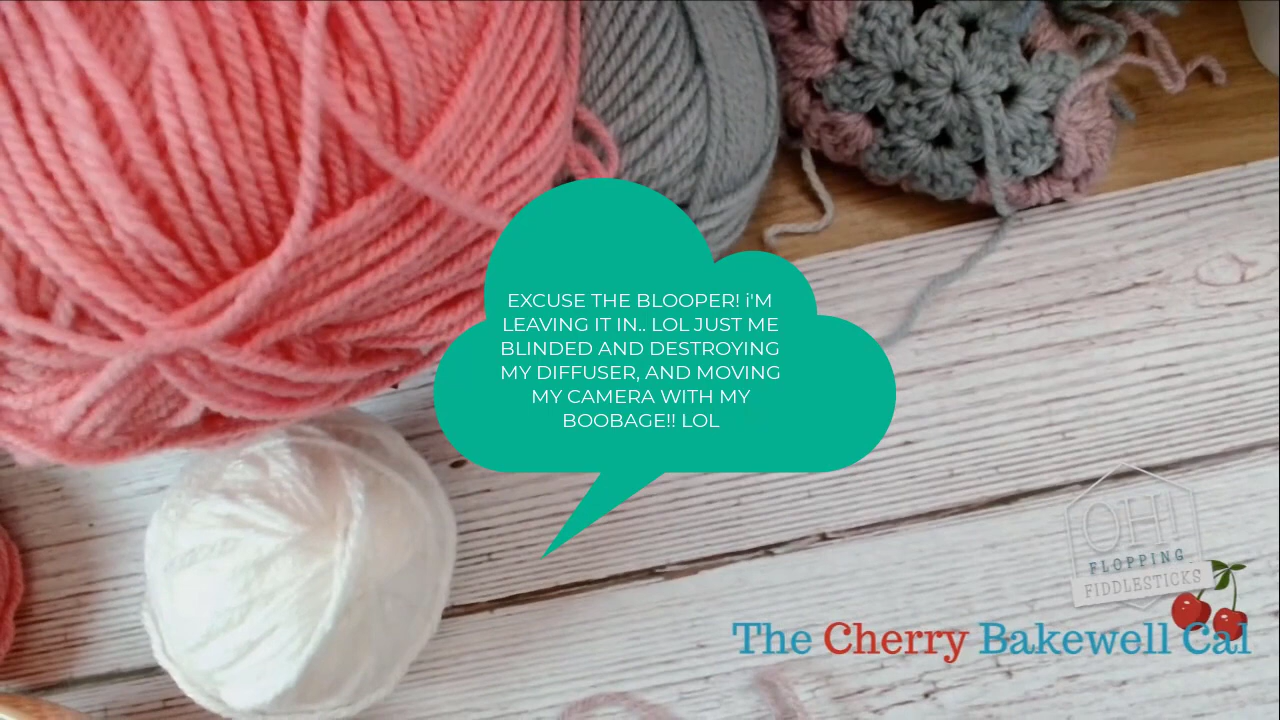 EXCUSE THE BLOOPER! i'M
LEAVING IT IN.. LOL JUST ME
BLINDED AND DESTROYING
MY DIFFUSER, AND MOVING
MY CAMERA WITH MY
BOOBAGE!! LOL
OH!
FLOPPING
FIDDLESTICKS
The Cherry Bakewell Cal